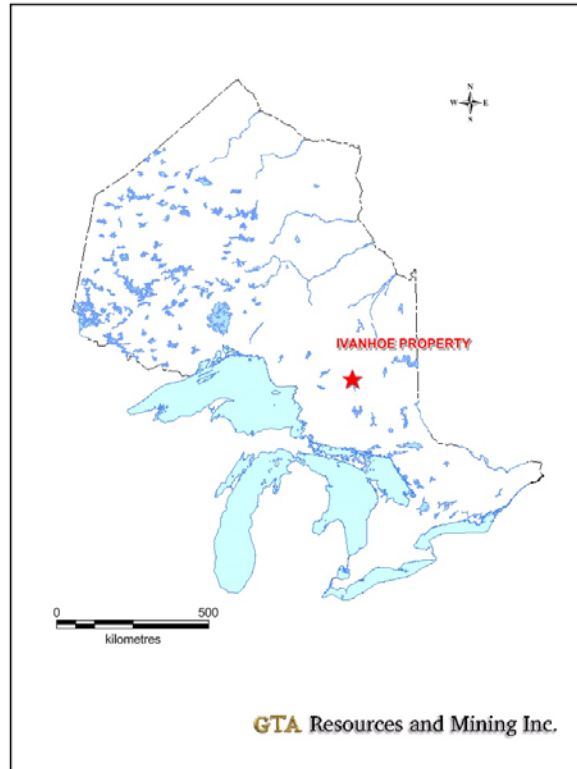 N
W E
S
IVANHOE PROPERTY
0 500
kilometres
GTA Resources and Mining Inc.